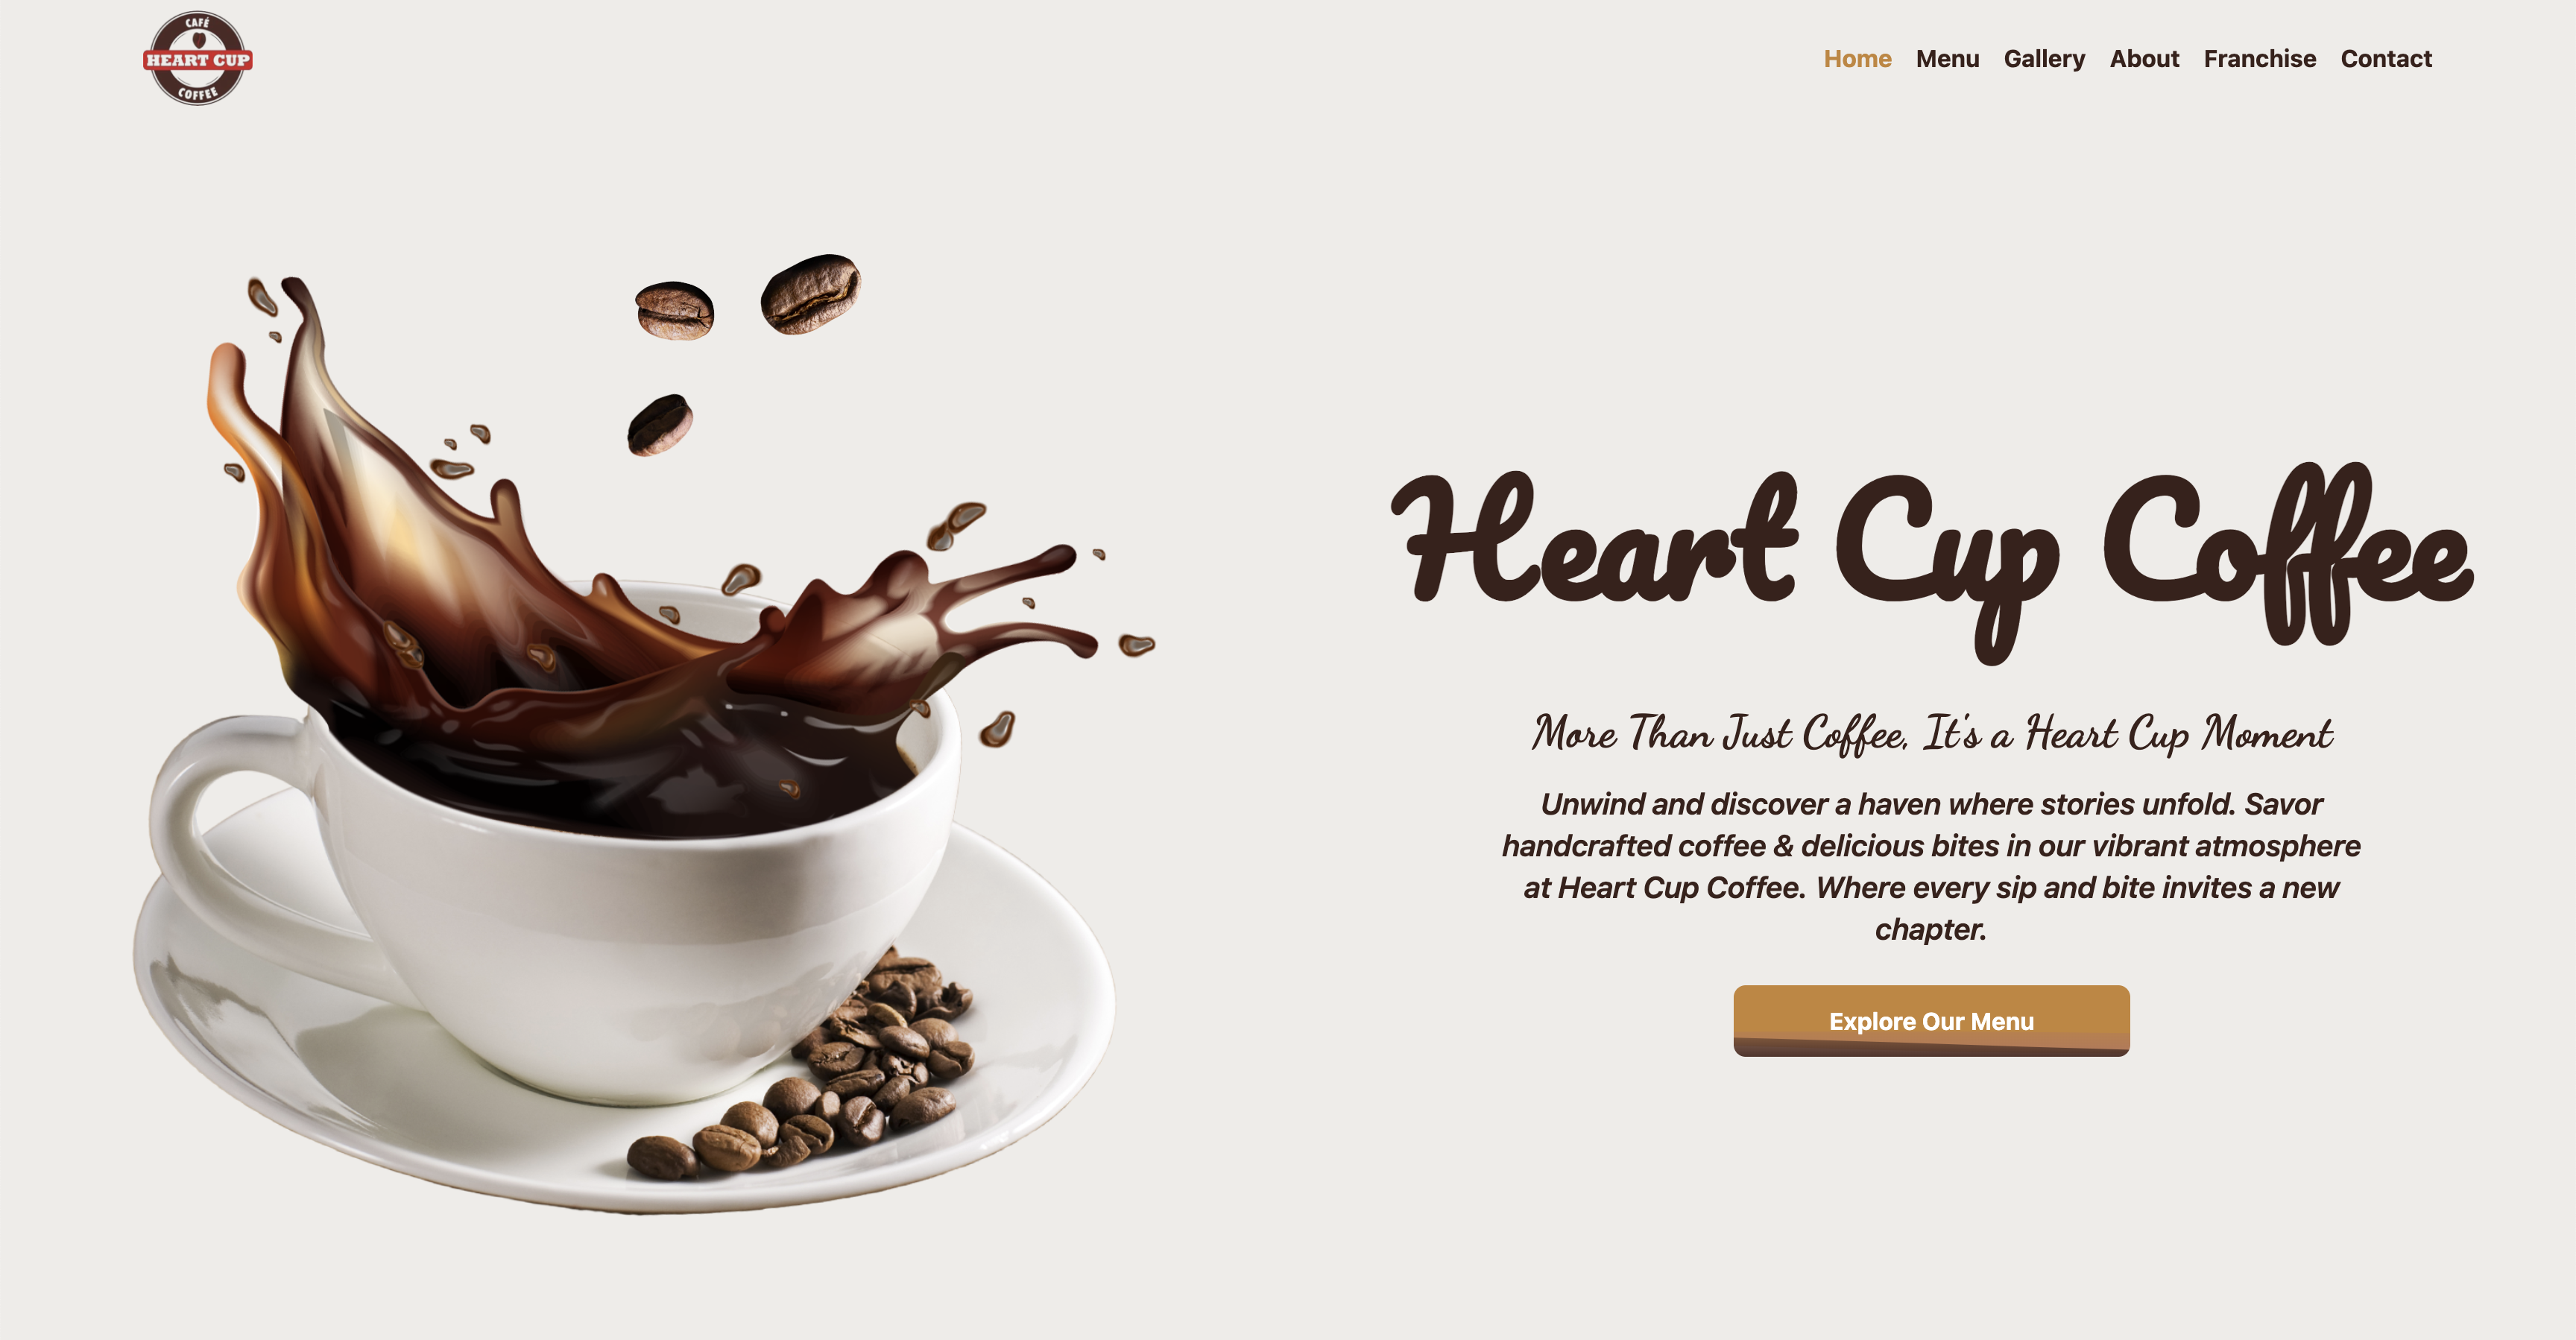 CAFÉ
HEART CUP
COFFEE
Home Menu Gallery About Franchise Contact
Heart Cup Coffee
More Than Just Coffee, It's a Heart Cup Moment
Unwind and discover a haven where stories unfold. Savor
handcrafted coffee & delicious bites in our vibrant atmosphere
at Heart Cup Coffee. Where every sip and bite invites a new
chapter.
Explore Our Menu